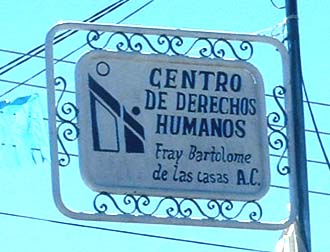 CENTRO
DE DERECHOS
HUMANOS
Fray Bartolome
de las casas A.C.